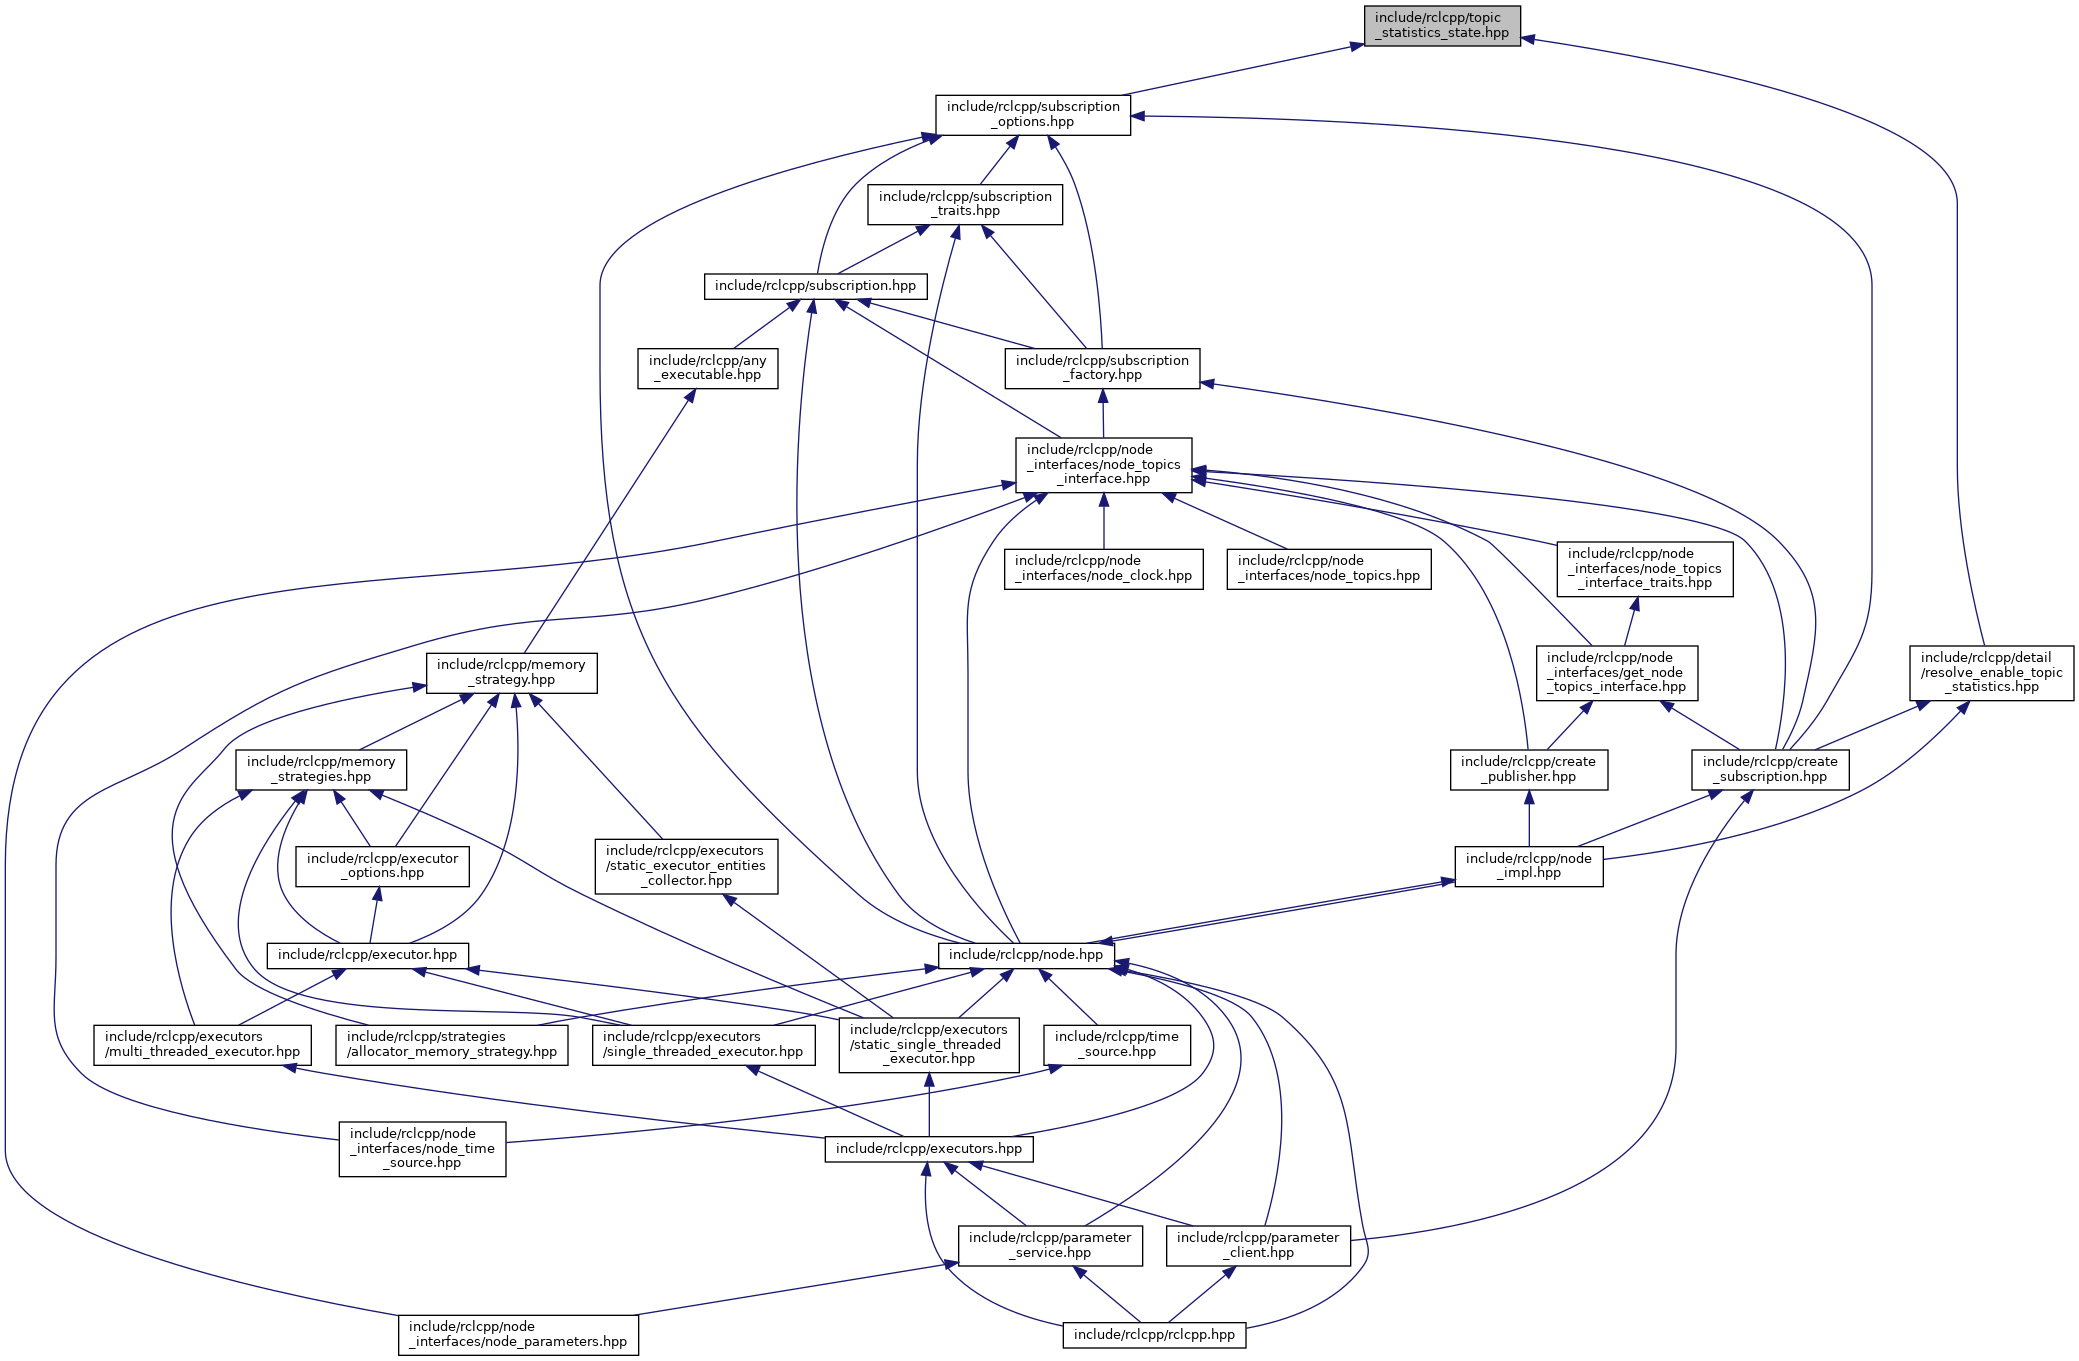 include/rclcpp/topic
_statistics_state.hpp
include/rclcpp/subscription
_options.hpp
include/rclcpp/subscription
_traits.hpp
include/rclcpp/subscription.hpp
include/rclcpp/any
_executable.hpp
include/rclcpp/subscription
_factory.hpp
include/rclcpp/node
_interfaces/node_topics
_interface.hpp
include/rclcpp/node
_interfaces/node_clock.hpp
include/rclcpp/node
_interfaces/node_topics.hpp
include/rclcpp/node
_interfaces/node_topics
_interface_traits.hpp
include/rclcpp/memory
_strategy.hpp
include/rclcpp/node
_interfaces/get_node
_topics_interface.hpp
include/rclcpp/detail
/resolve_enable_topic
_statistics.hpp
include/rclcpp/memory
_strategies.hpp
include/rclcpp/create
_publisher.hpp
include/rclcpp/create
_subscription.hpp
include/rclcpp/executor
_options.hpp
include/rclcpp/executors
/static_executor_entities
_collector.hpp
include/rclcpp/node
_impl.hpp
include/rclcpp/executor.hpp
include/rclcpp/node.hpp
include/rclcpp/executors
/multi_threaded_executor.hpp
include/rclcpp/strategies
/allocator_memory_strategy.hpp
include/rclcpp/executors
/single_threaded_executor.hpp
include/rclcpp/executors
/static_single_threaded
_executor.hpp
include/rclcpp/time
_source.hpp
include/rclcpp/node
_interfaces/node_time
_source.hpp
include/rclcpp/executors.hpp
include/rclcpp/parameter
_service.hpp
include/rclcpp/parameter
_client.hpp
include/rclcpp/node
_interfaces/node_parameters.hpp
include/rclcpp/rclcpp.hpp